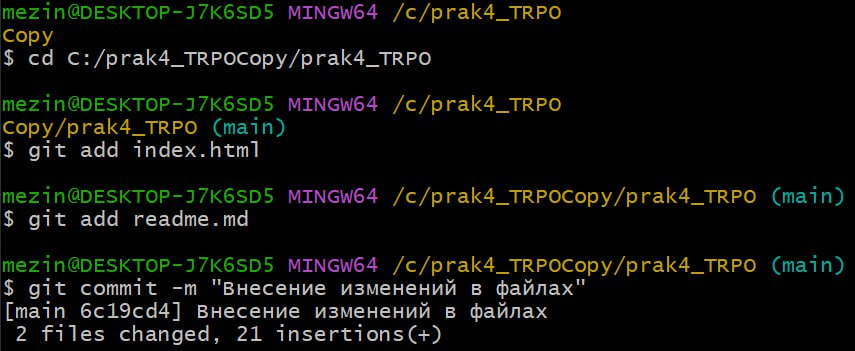 mezin@DESKTOP-J7K6SD5 MINGW64 /c/prak4_TRPO
Copy
$ cd C:/prak4_TRPOCopy/prak4_TRPO
mezin@DESKTOP-J7K6SD5 MINGW64 /c/prak4_TRPO
Copy/prak4_TRPO (main)
$ git add index.html
mezin@DESKTOP-J7K6SD5 MINGW64 /c/prak4_TRPOCopy/prak4_TRPO (main)
$ git add readme.md
mezin@DESKTOP-J7K6SD5 MINGW64 /c/prak4_TRPOCopy/prak4_TRPO (main)
$ git commit -m "Внесение изменений в файлах"
[main 6c19cd4] Внесение изменений в файлах
 2 files changed, 21 insertions(+)